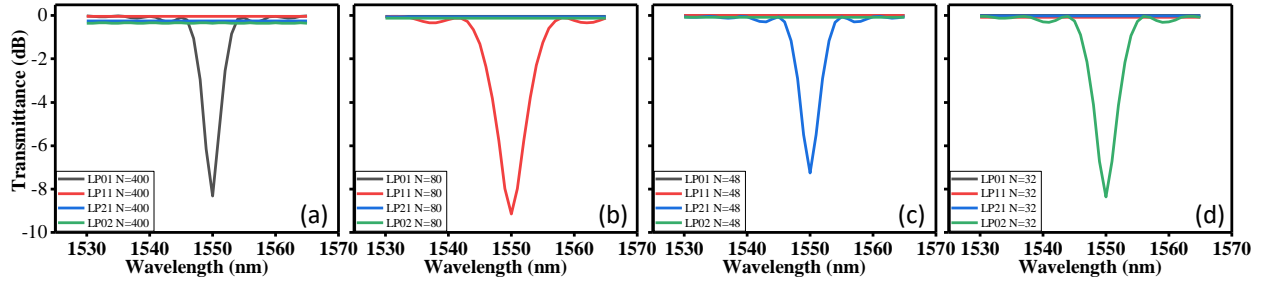 Transmittance (dB)
0
-2
-4
-6
-8
-10
LP01 N=400
LP11 N=400
LP21 N=400
LP02 N=400
(a)
1530 1540 1550 1560 1570
Wavelength (nm)
LP01 N=80
LP11 N=80
LP21 N=80
LP02 N=80
(b)
1530 1540 1550 1560 1570
Wavelength (nm)
LP01 N=48
LP11 N=48
LP21 N=48
LP02 N=48
(c)
1530 1540 1550 1560 1570
Wavelength (nm)
LP01 N=32
LP11 N=32
LP21 N=32
LP02 N=32
(d)
1530 1540 1550 1560 1570
Wavelength (nm)